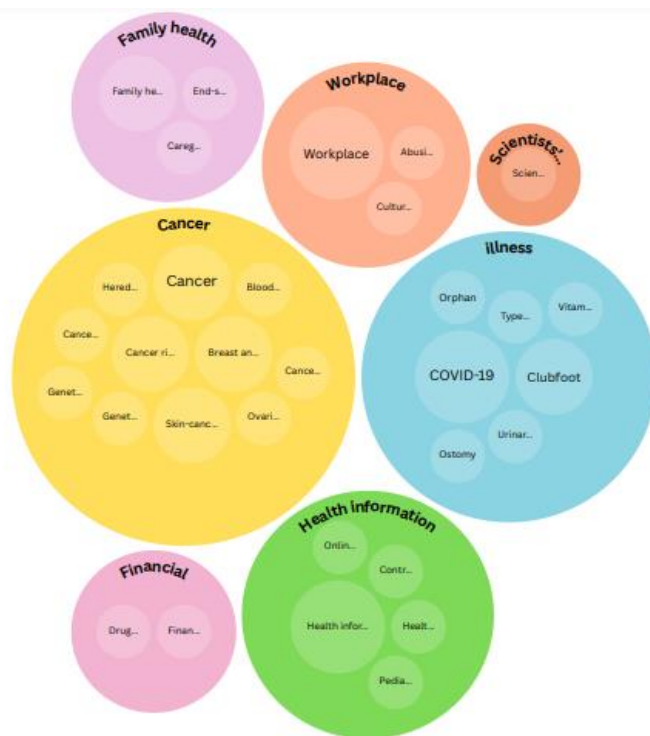 Family health
Family he...
End-s...
Careg...
Workplace
Workplace
Abusi...
Cultur...
Scientists'...
Scien...
Cancer
Cancer
Hered...
Blood...
Cance...
Cancer ri...
Breast an...
Cance...
Genet...
Genet...
Skin-canc...
Ovari...
illness
Orphan
Type...
Vitam...
COVID-19
Clubfoot
Urinar...
Ostomy
Health information
Onlin...
Contr...
Health infor...
Healt...
Pedia...
Financial
Drug...
Finan...